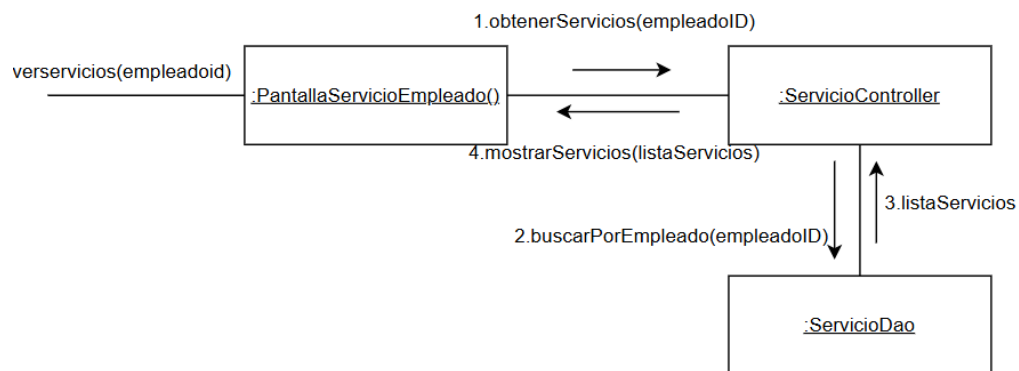 1.obtenerServicios(empleadoID)
verservicios(empleadoid)
:PantallaServicioEmpleado()
:ServicioController
4.mostrarServicios(listaServicios)
3.listaServicios
2.buscarPorEmpleado(empleadoID)
:ServicioDao